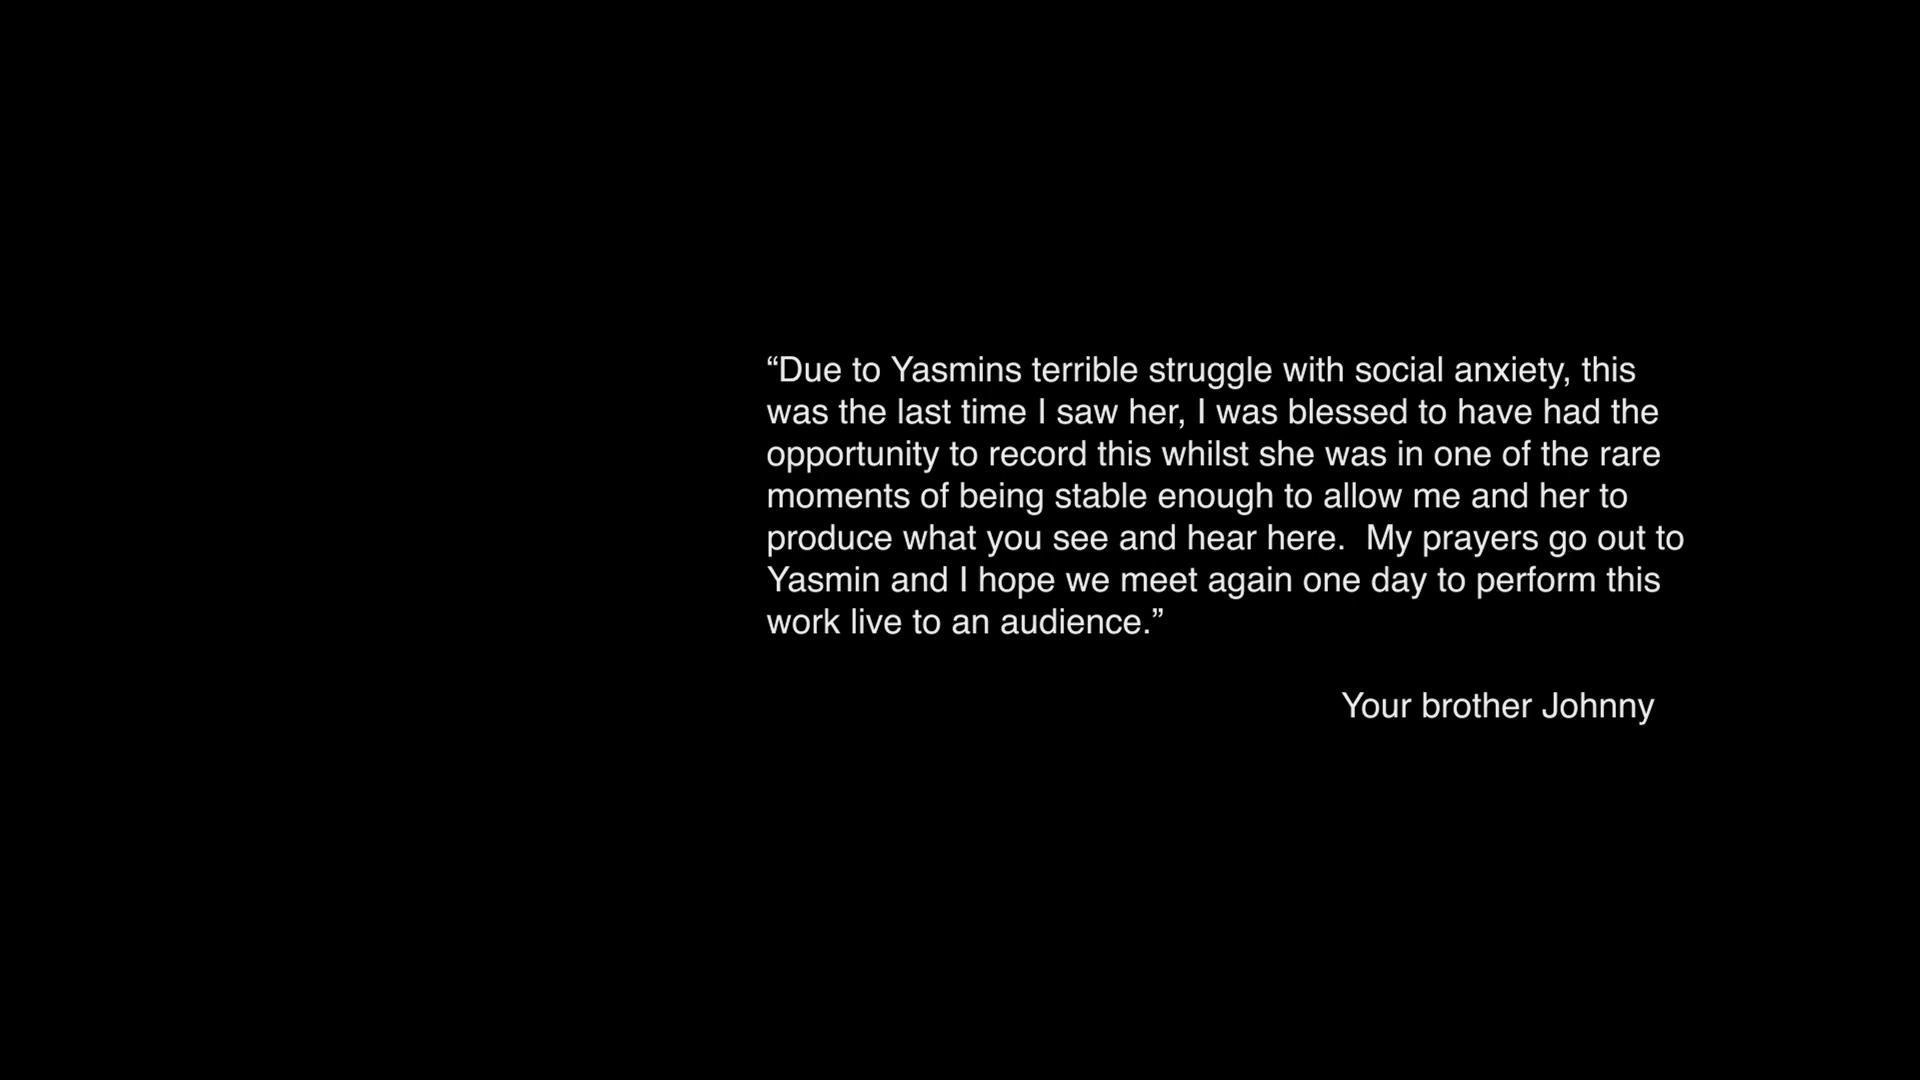 “Due to Yasmins terrible struggle with social anxiety, this
was the last time I saw her, I was blessed to have had the
opportunity to record this whilst she was in one of the rare
moments of being stable enough to allow me and her to
produce what you see and hear here.  My prayers go out to
Yasmin and I hope we meet again one day to perform this
work live to an audience.”
Your brother Johnny